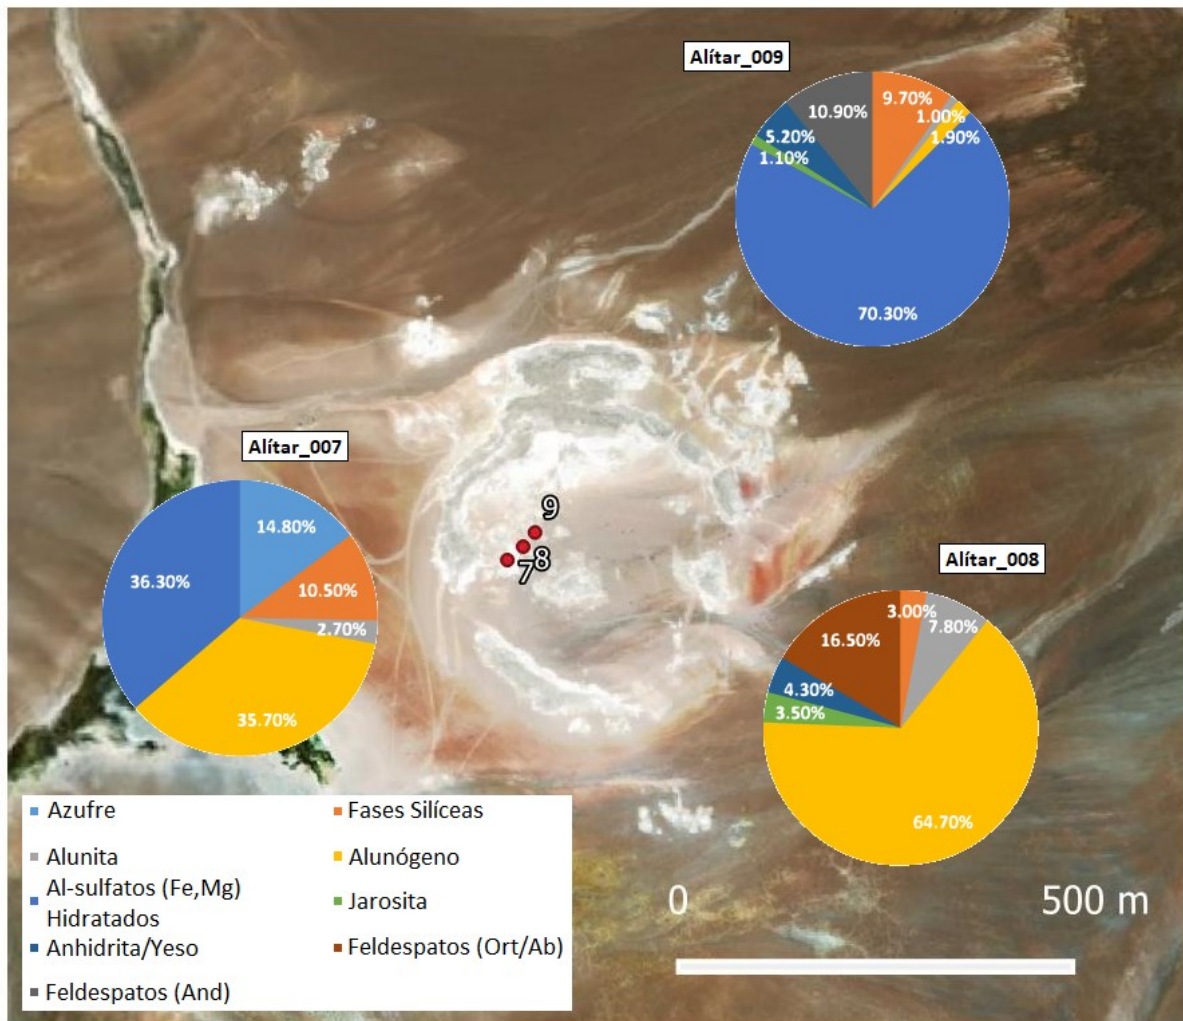 Alítar_009
9.70%
1.00%
1.90%
70.30%
1.10%
5.20%
10.90%
Alítar_007
14.80%
10.50%
2.70%
35.70%
36.30%
9
8
7
Alítar_008
3.00%
7.80%
64.70%
3.50%
4.30%
16.50%
Azufre
Fases Silíceas
Alunita
Alunógeno
Al-sulfatos (Fe,Mg)
Hidratados
Jarosita
Anhidrita/Yeso
Feldespatos (Ort/Ab)
Feldespatos (And)
0
500 m